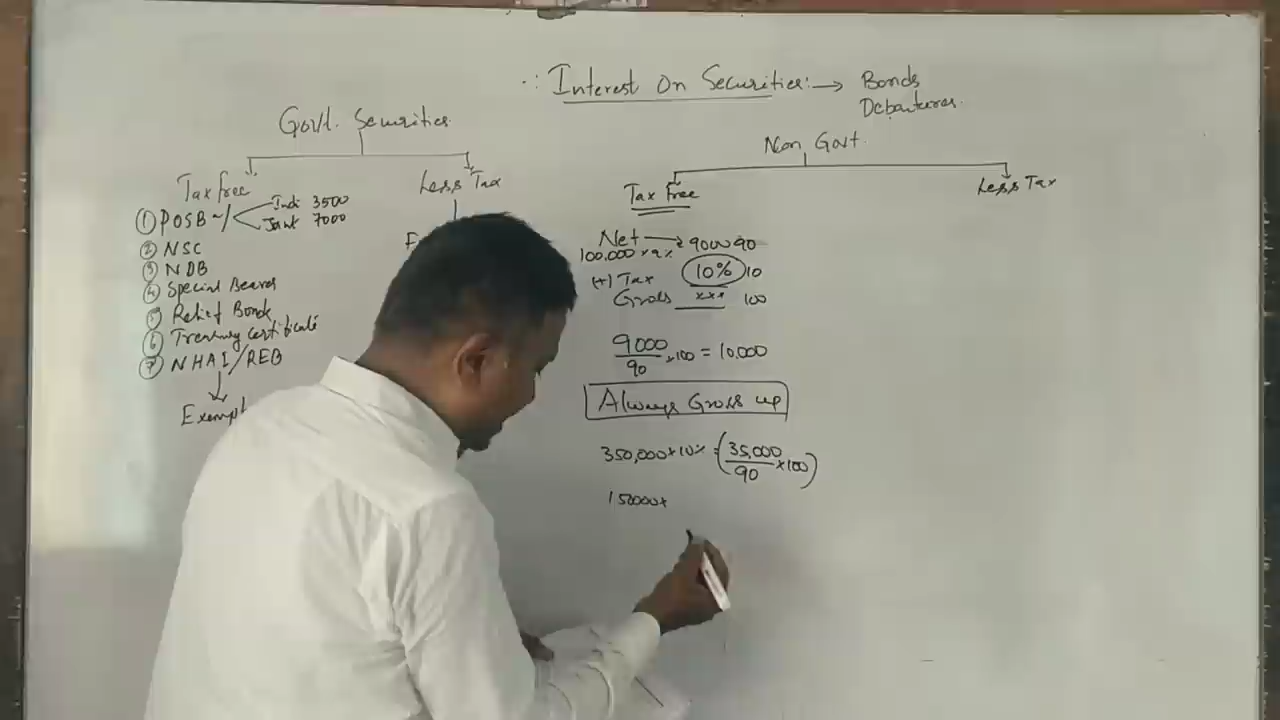 ∴ Interest On Securities:→ Bonds
Debentures.
Govt. Securities
Tax free
Less Tax
① POSB ~/ Indi 3500
Joint 7000
② NSC
③ NDB
④ Special Bearer
⑤ Relief Bonds
⑥ Treasury certificate
⑦ NHAI/REB
Exempt
Non Govt.
Tax Free
Less Tax
Net → 9000 90
100,000 × 9%
(+) Tax 10% 10
Gross xxx 100
9000/90 × 100 = 10,000
Always Gross up
350,000 × 10% = (35,000/90 × 100)
150000 ×